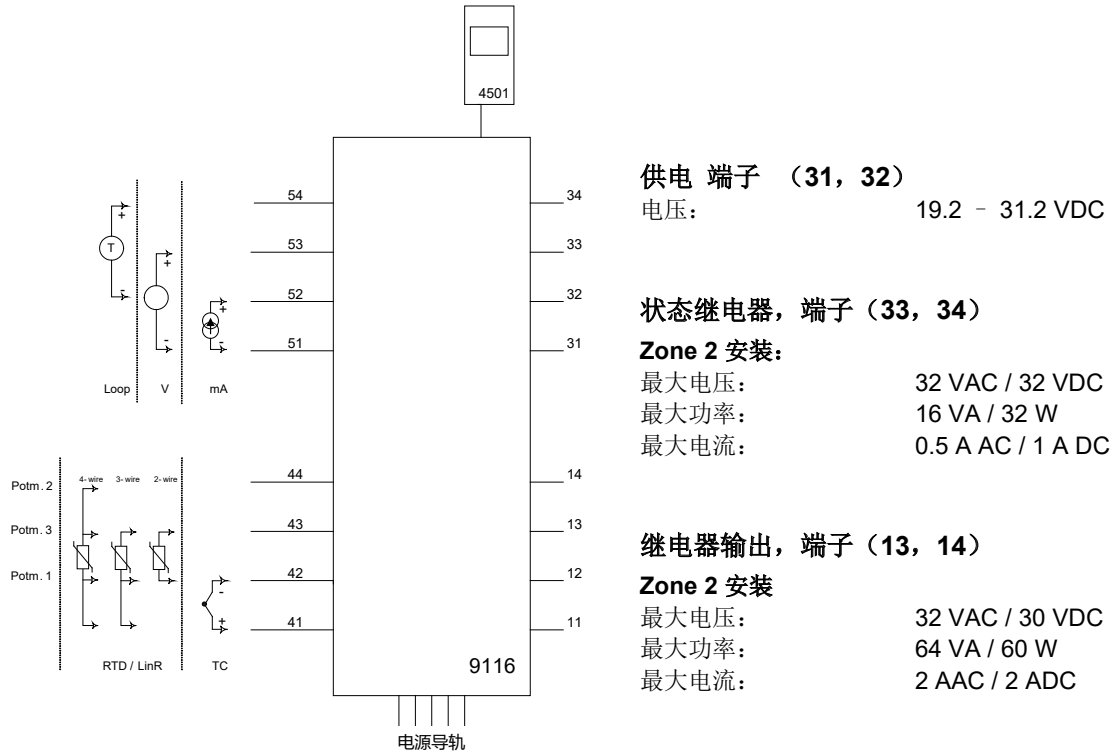 4501
54
53
52
51
34
33
32
31
T
+
-
+
-
+
-
Loop
V
mA
44
43
42
41
14
13
12
11
Potm. 2
Potm. 3
Potm. 1
4-wire 3-wire 2-wire
-
+
RTD / LinR
TC
9116
电源导轨
供电 端子 （31，32）
电压： 19.2 – 31.2 VDC
状态继电器，端子（33，34）
Zone 2 安装：
最大电压： 32 VAC / 32 VDC
最大功率： 16 VA / 32 W
最大电流： 0.5 A AC / 1 A DC
继电器输出，端子（13，14）
Zone 2 安装
最大电压： 32 VAC / 30 VDC
最大功率： 64 VA / 60 W
最大电流： 2 AAC / 2 ADC